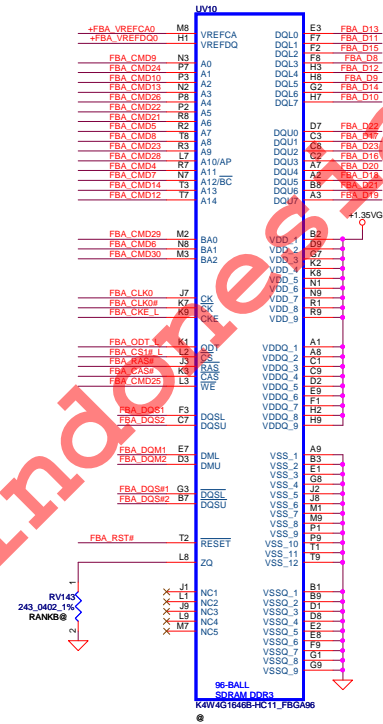 UV10
+FBA_VREFCA0 M8 VREFCA E3 DQL0 FBA_D13
+FBA_VREFDQ0 H1 VREFDQ F7 DQL1 FBA_D11
F2 DQL2 FBA_D15
FBA_CMD9 N3 A0 F8 DQL3 FBA_D8
FBA_CMD24 P7 A1 H3 DQL4 FBA_D12
FBA_CMD10 P3 A2 H8 DQL5 FBA_D9
FBA_CMD13 N2 A3 G2 DQL6 FBA_D14
FBA_CMD26 P8 A4 H7 DQL7 FBA_D10
FBA_CMD22 P2 A5
FBA_CMD21 R8 A6
FBA_CMD5 R2 A7 D7 DQU0 FBA_D22
FBA_CMD8 T8 A8 C3 DQU1 FBA_D17
FBA_CMD23 R3 A9 C8 DQU2 FBA_D23
FBA_CMD28 L7 A10/AP C2 DQU3 FBA_D16
FBA_CMD4 R7 A11 A7 DQU4 FBA_D20
FBA_CMD7 N7 A12/BC A2 DQU5 FBA_D18
FBA_CMD14 T3 A13 B8 DQU6 FBA_D21
FBA_CMD12 T7 A14 A3 DQU7 FBA_D19
+1.35VG
FBA_CMD29 M2 BA0 B2 VDD_1
FBA_CMD6 N8 BA1 D9 VDD_2
FBA_CMD30 M3 BA2 G7 VDD_3
K2 VDD_4
K8 VDD_5
N1 VDD_6
FBA_CLK0 J7 CK N9 VDD_7
FBA_CLK0# K7 CK R1 VDD_8
FBA_CKE_L K9 CKE R9 VDD_9
FBA_ODT_L K1 ODT A1 VDDQ_1
FBA_CS1#_L L2 CS A8 VDDQ_2
FBA_RAS# J3 RAS C1 VDDQ_3
FBA_CAS# K3 CAS C9 VDDQ_4
FBA_CMD25 L3 WE D2 VDDQ_5
E9 VDDQ_6
F1 VDDQ_7
FBA_DQS1 F3 DQSL H2 VDDQ_8
FBA_DQS2 C7 DQSU H9 VDDQ_9
FBA_DQM1 E7 DML A9 VSS_1
FBA_DQM2 D3 DMU B3 VSS_2
E1 VSS_3
G8 VSS_4
FBA_DQS#1 G3 DQSL J2 VSS_5
FBA_DQS#2 B7 DQSU J8 VSS_6
M1 VSS_7
M9 VSS_8
P1 VSS_9
FBA_RST# T2 RESET P9 VSS_10
T1 VSS_11
L8 ZQ T9 VSS_12
J1 NC1 B1 VSSQ_1
L1 NC2 B9 VSSQ_2
J9 NC3 D1 VSSQ_3
L9 NC4 D8 VSSQ_4
M7 NC5 E2 VSSQ_5
E8 VSSQ_6
F9 VSSQ_7
G1 VSSQ_8
G9 VSSQ_9
1
RV143
243_0402_1%
RANKB@
2
96-BALL
SDRAM DDR3
K4W4G1646B-HC11_FBGA96
@
Indonesi